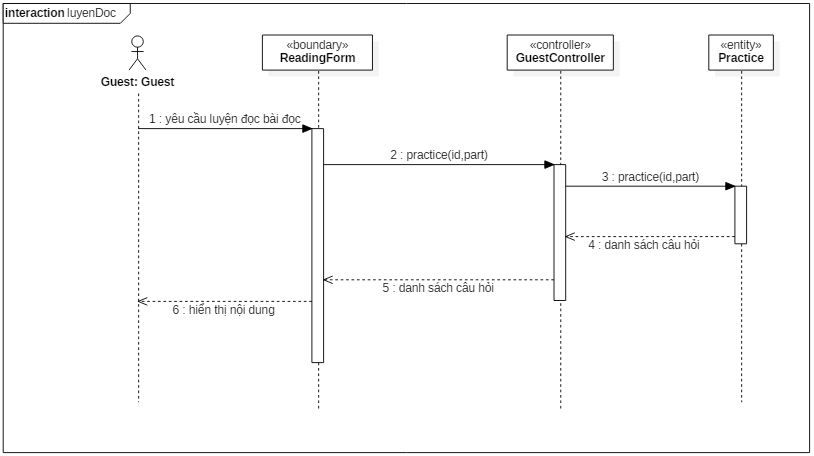 interaction luyenDoc
Guest: Guest
«boundary»
ReadingForm
«controller»
GuestController
«entity»
Practice
1 : yêu cầu luyện đọc bài đọc
2 : practice(id,part)
3 : practice(id,part)
4 : danh sách câu hỏi
5 : danh sách câu hỏi
6 : hiển thị nội dung